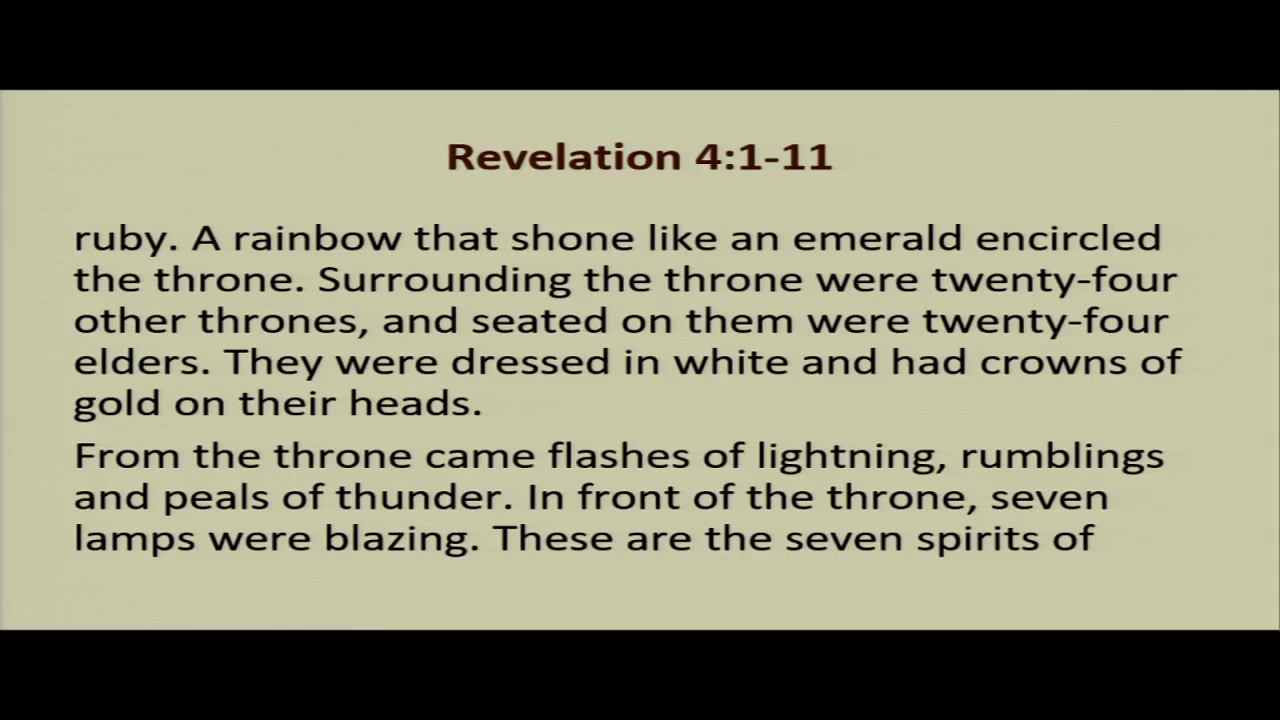 Revelation 4:1-11
ruby. A rainbow that shone like an emerald encircled
the throne. Surrounding the throne were twenty-four
other thrones, and seated on them were twenty-four
elders. They were dressed in white and had crowns of
gold on their heads.
From the throne came flashes of lightning, rumblings
and peals of thunder. In front of the throne, seven
lamps were blazing. These are the seven spirits of